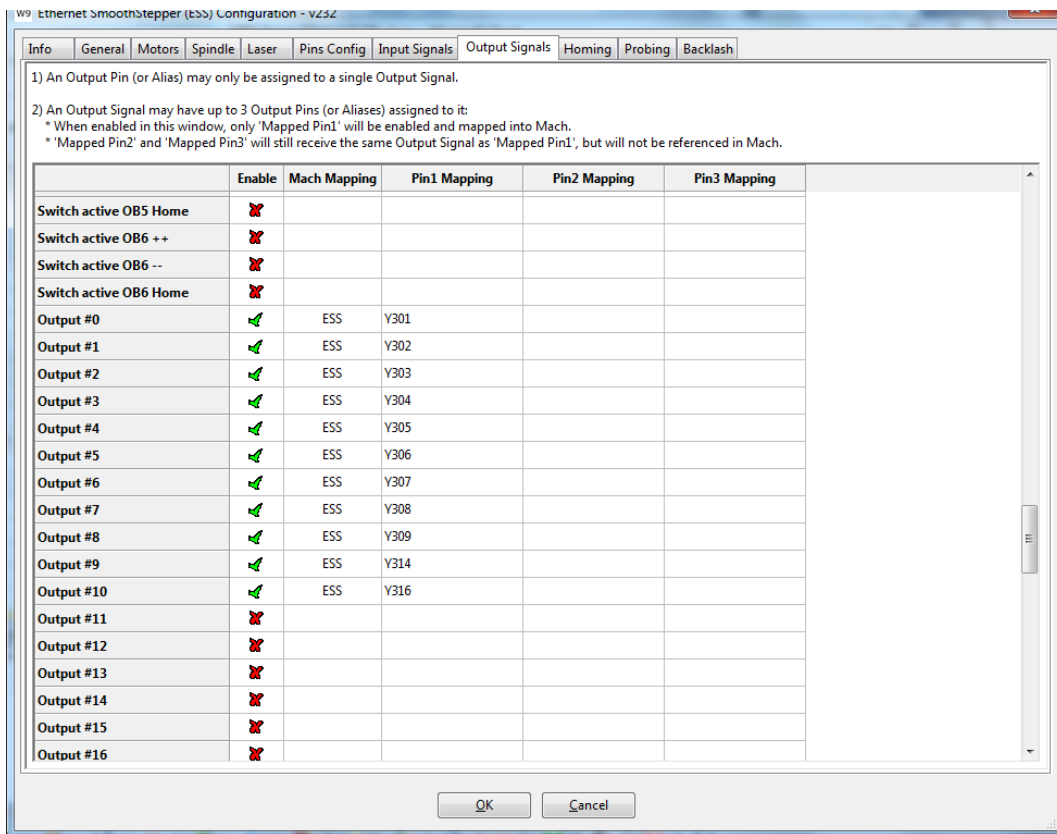 W9 Ethernet SmoothStepper (ESS) Configuration - v232
Info General Motors Spindle Laser Pins Config Input Signals Output Signals Homing Probing Backlash
1) An Output Pin (or Alias) may only be assigned to a single Output Signal.
2) An Output Signal may have up to 3 Output Pins (or Aliases) assigned to it:
* When enabled in this window, only 'Mapped Pin1' will be enabled and mapped into Mach.
* 'Mapped Pin2' and 'Mapped Pin3' will still receive the same Output Signal as 'Mapped Pin1', but will not be referenced in Mach.
Enable Mach Mapping Pin1 Mapping Pin2 Mapping Pin3 Mapping
Switch active OB5 Home
Switch active OB6 ++
Switch active OB6 --
Switch active OB6 Home
Output #0 ESS Y301
Output #1 ESS Y302
Output #2 ESS Y303
Output #3 ESS Y304
Output #4 ESS Y305
Output #5 ESS Y306
Output #6 ESS Y307
Output #7 ESS Y308
Output #8 ESS Y309
Output #9 ESS Y314
Output #10 ESS Y316
Output #11
Output #12
Output #13
Output #14
Output #15
Output #16
OK Cancel